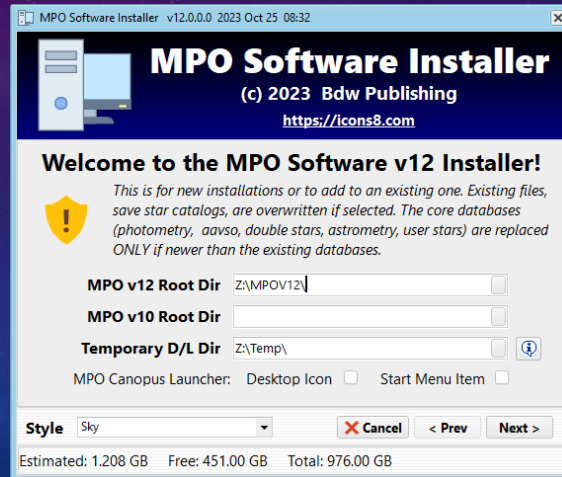 MPO Software Installer v12.0.0.0 2023 Oct 25 08:32
MPO Software Installer
(c) 2023 Bdw Publishing
https;//icons8.com
Welcome to the MPO Software v12 Installer!
This is for new installations or to add to an existing one. Existing files,
save star catalogs, are overwritten if selected. The core databases
(photometry, aavso, double stars, astrometry, user stars) are replaced
ONLY if newer than the existing databases.
MPO v12 Root Dir Z:\MPOV12\
MPO v10 Root Dir
Temporary D/L Dir Z:\Temp\
MPO Canopus Launcher: Desktop Icon Start Menu Item
Style Sky Cancel < Prev Next >
Estimated: 1.208 GB Free: 451.00 GB Total: 976.00 GB